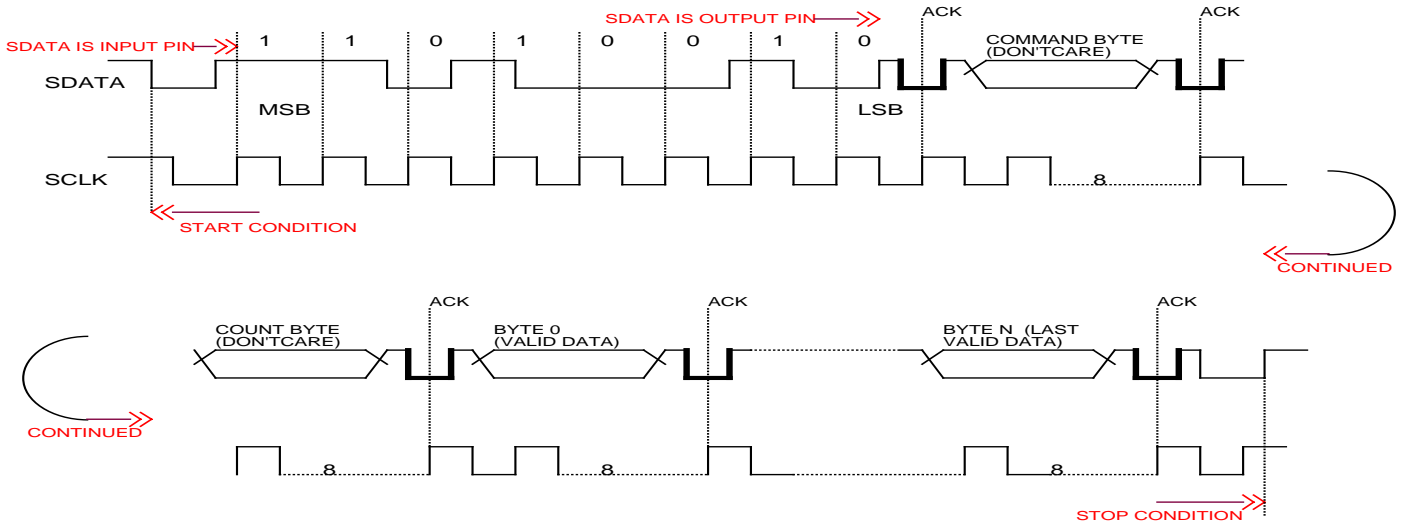 SDATA IS OUTPUT PIN
ACK
ACK
SDATA IS INPUT PIN
1 1 0 1 0 0 1 0
COMMAND BYTE
(DON'TCARE)
SDATA
MSB
LSB
SCLK
8
START CONDITION
CONTINUED
ACK
ACK
ACK
COUNT BYTE
(DON'TCARE)
BYTE 0
(VALID DATA)
BYTE N (LAST
VALID DATA)
CONTINUED
8
8
8
STOP CONDITION